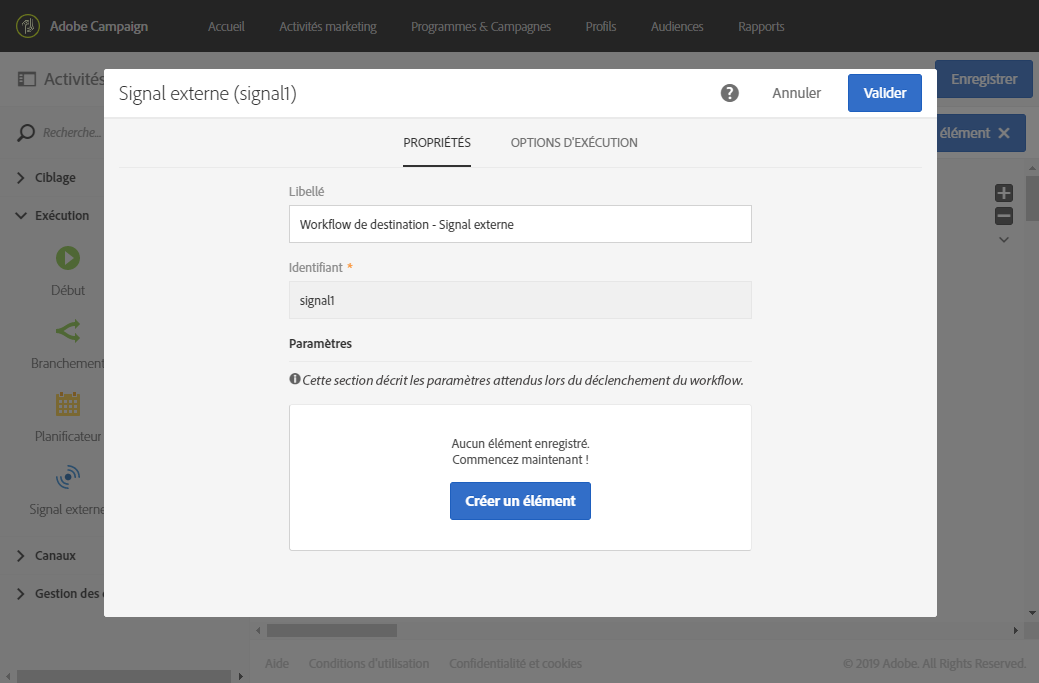 Adobe Campaign
Accueil
Activités marketing
Programmes & Campagnes
Profils
Audiences
Rapports
Activités
Enregistrer
Signal externe (signal1)
?
Annuler
Valider
Recherche...
élément
PROPRIÉTÉS
OPTIONS D'EXÉCUTION
Ciblage
Exécution
Début
Branchement
Planificateur
Signal externe
Canaux
Gestion des
Libellé
Workflow de destination - Signal externe
Identifiant *
signal1
Paramètres
Cette section décrit les paramètres attendus lors du déclenchement du workflow.
Aucun élément enregistré.
Commencez maintenant !
Créer un élément
Aide
Conditions d'utilisation
Confidentialité et cookies
© 2019 Adobe. All Rights Reserved.